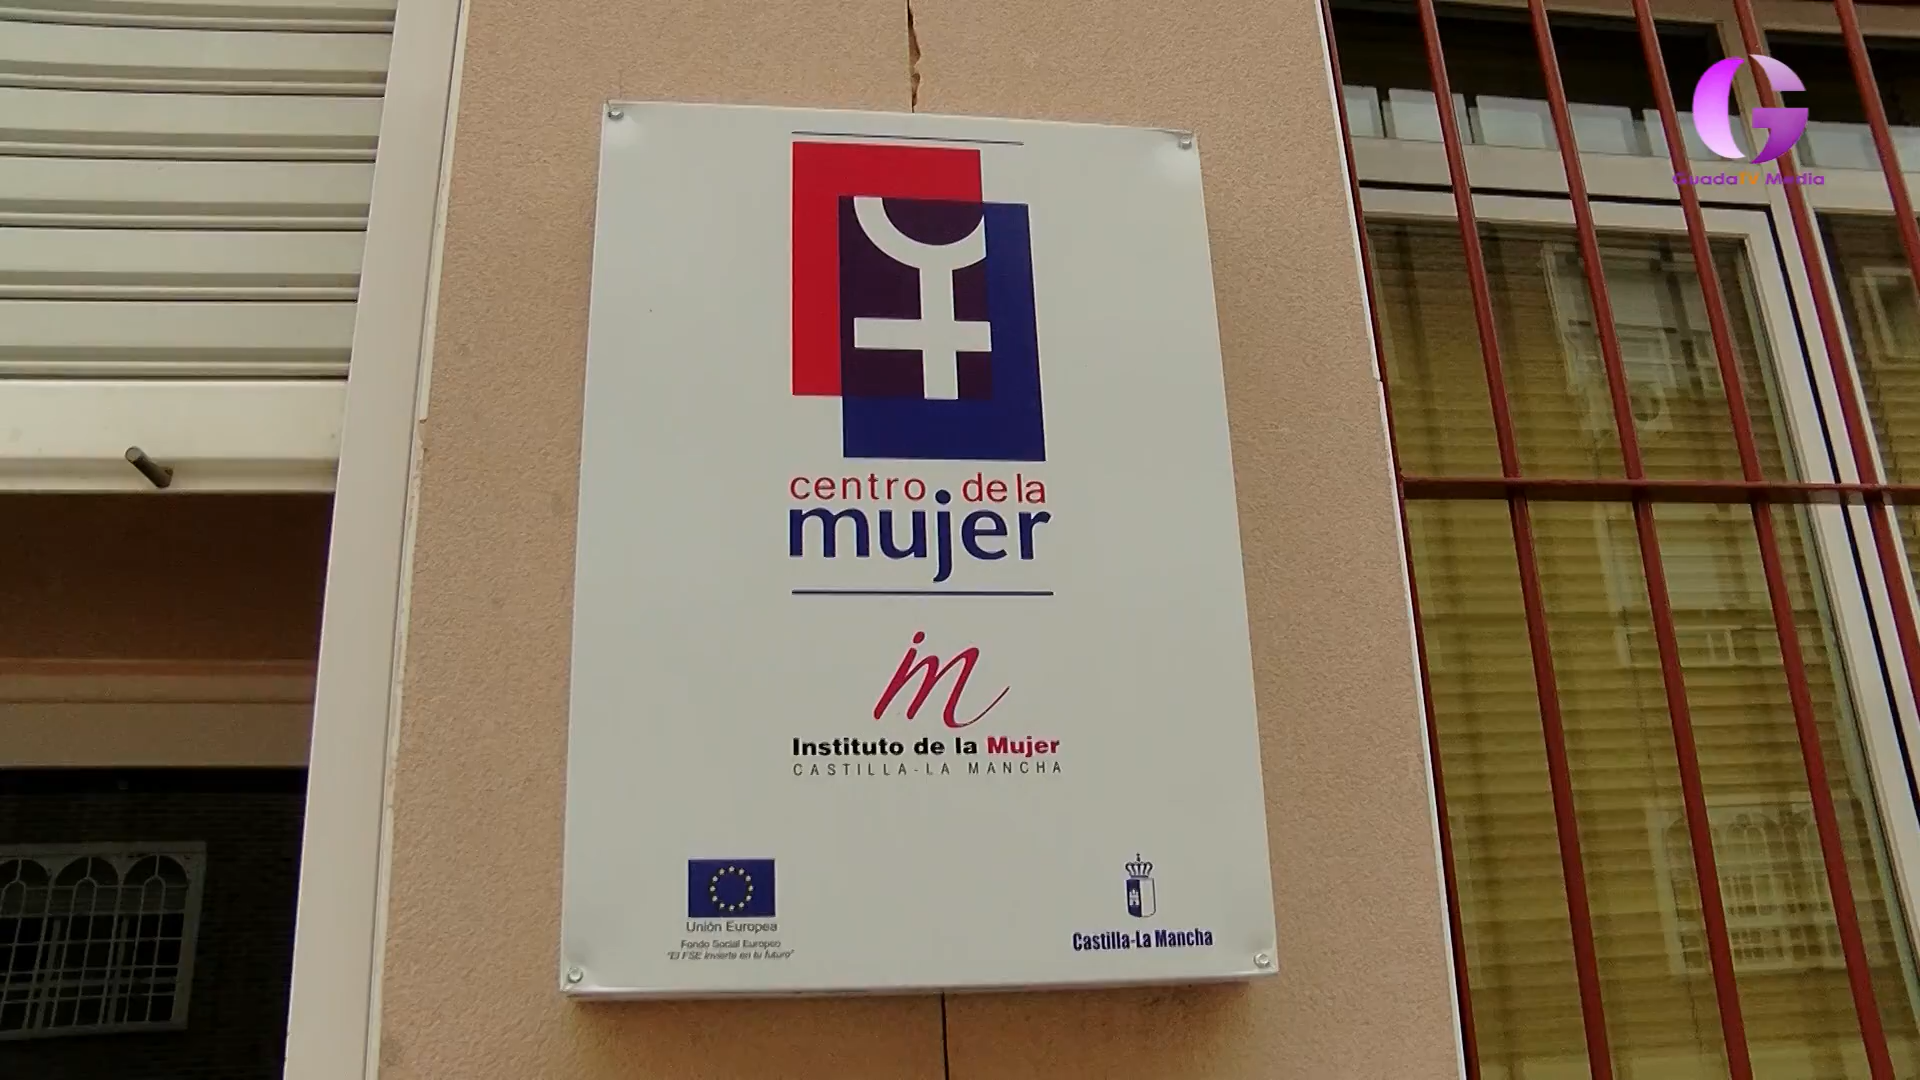 GuadaTV Media
centro de la
mujer
im
Instituto de la Mujer
CASTILLA-LA MANCHA
Unión Europea
Fondo Social Europeo
"El FSE invierte en tu futuro"
Castilla-La Mancha